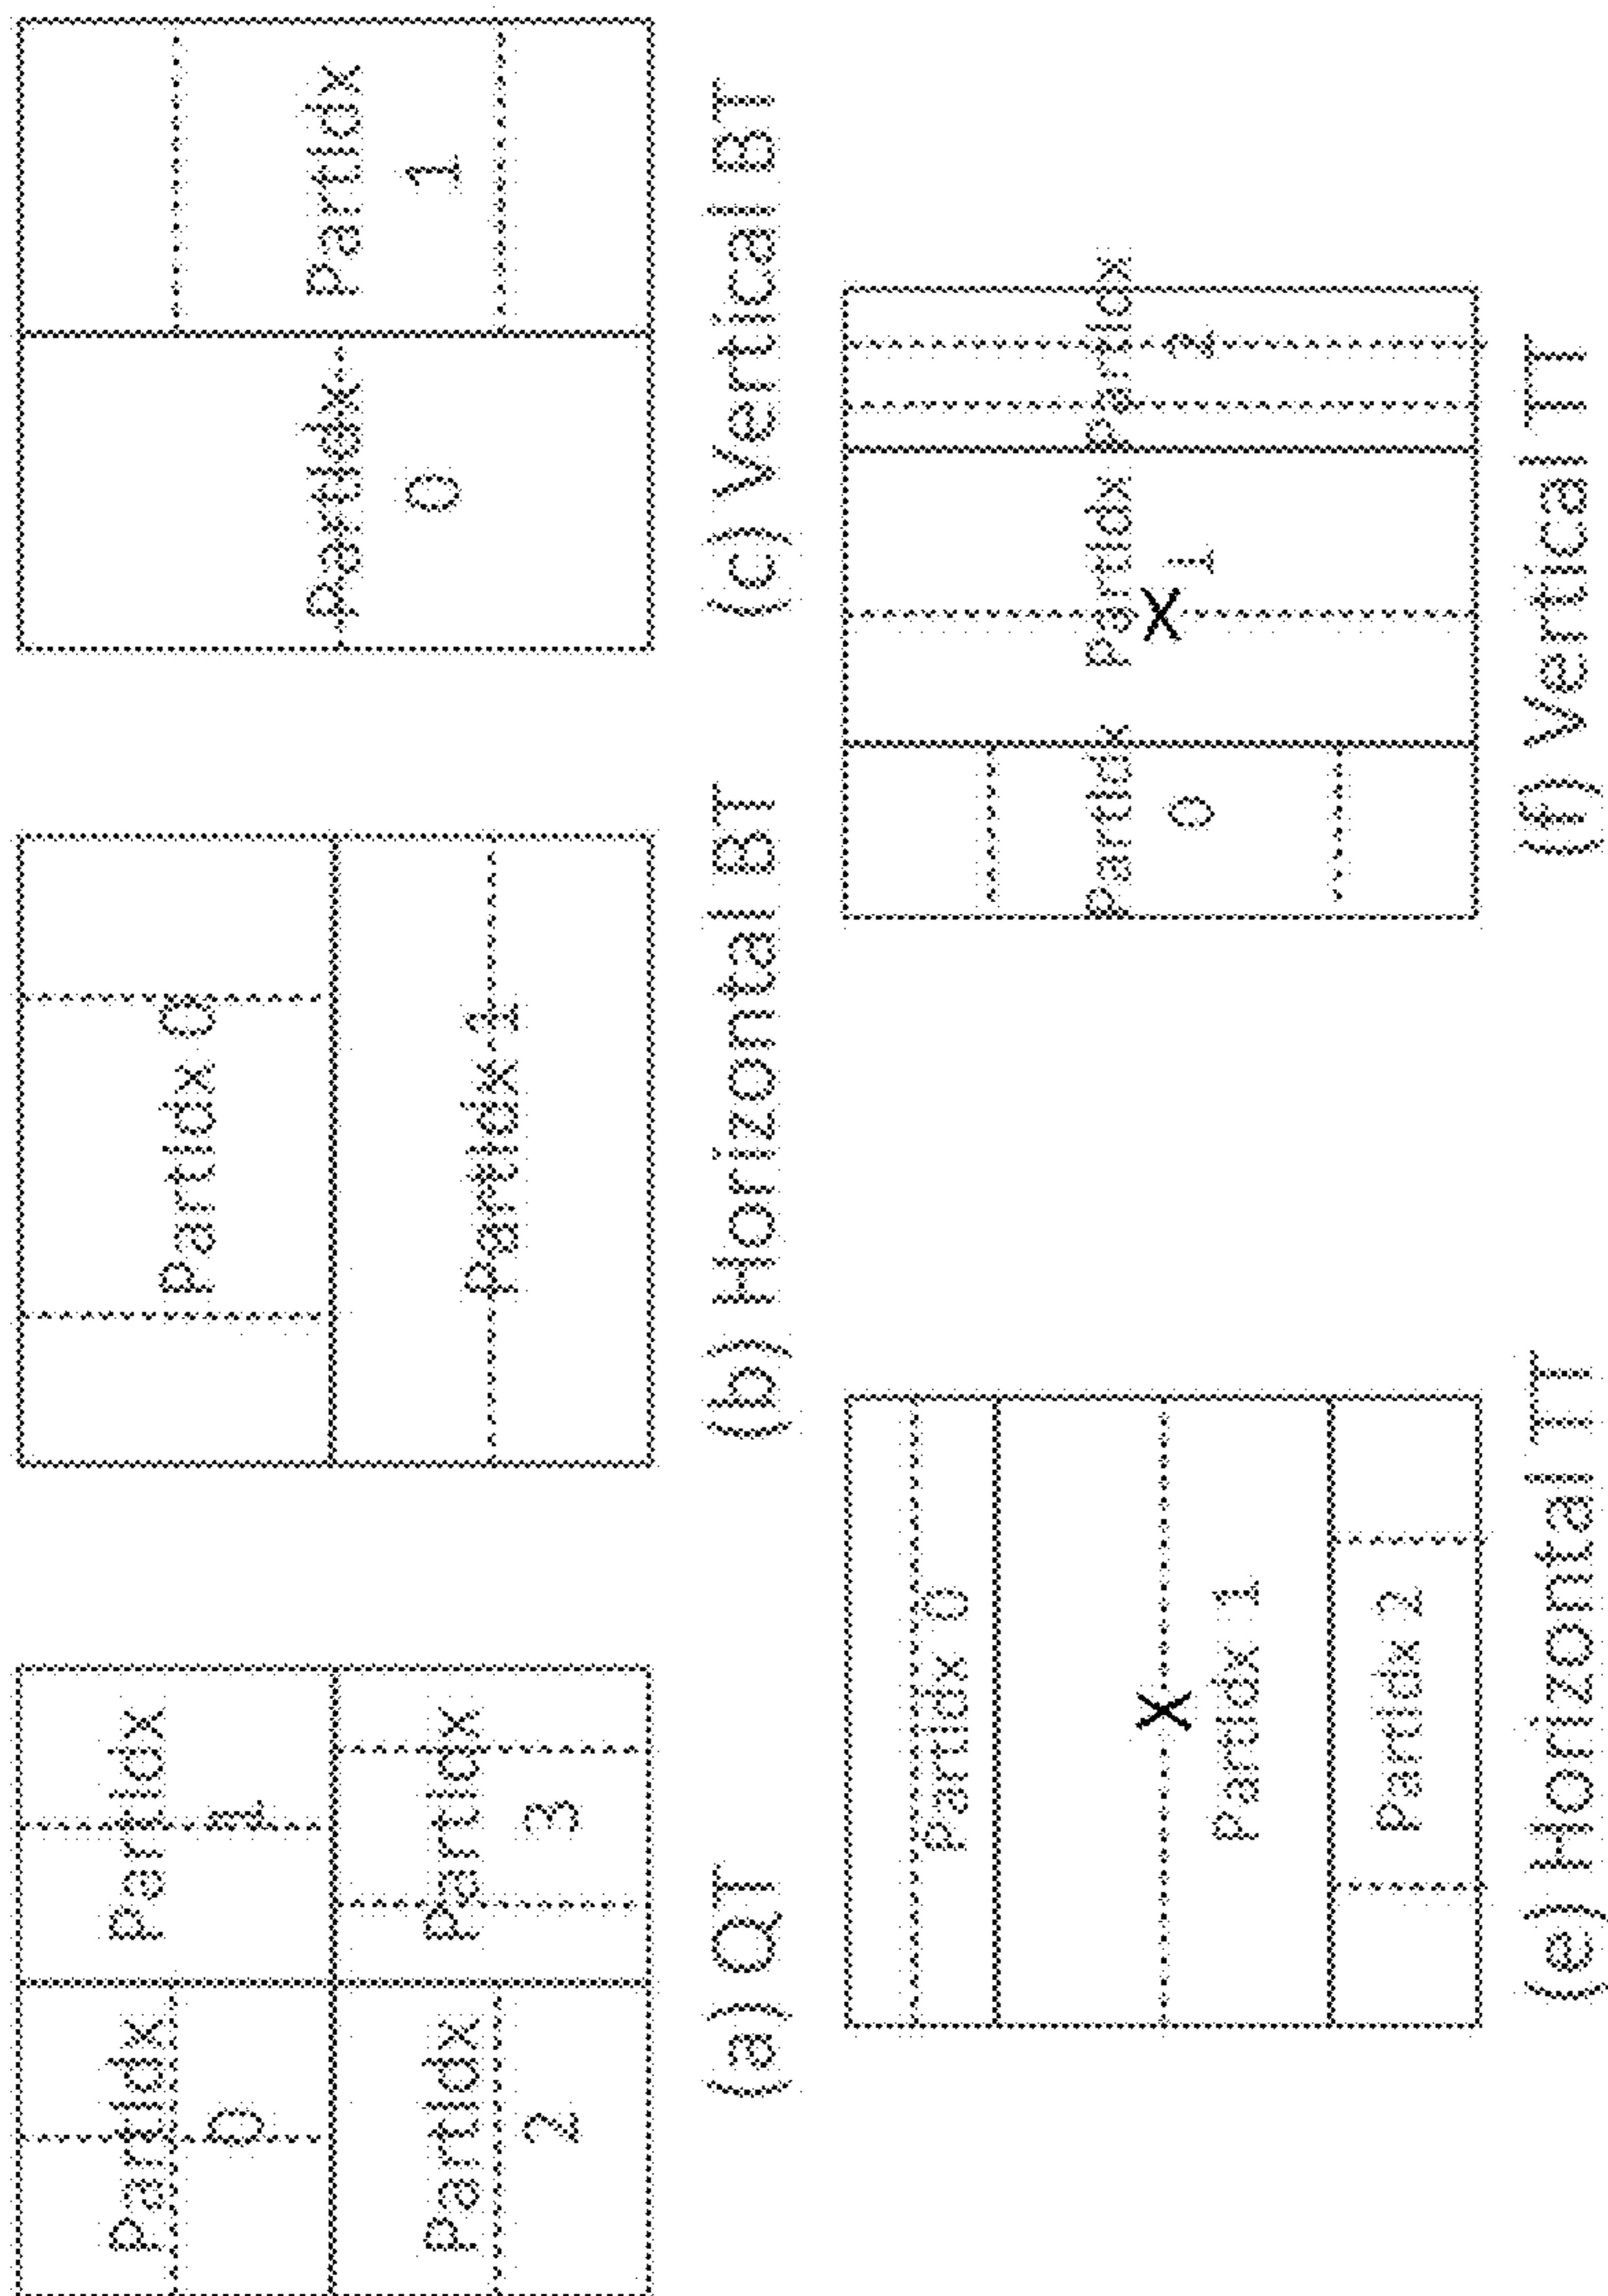 PartIdx
0
PartIdx
1
PartIdx
2
PartIdx
3
(a) QT
PartIdx 0
PartIdx 1
(b) Horizontal BT
PartIdx
0
PartIdx
1
(c) Vertical BT
PartIdx 0
X
PartIdx 1
PartIdx 2
(e) Horizontal TT
PartIdx
0
PartIdx
X
1
PartIdx
2
(f) Vertical TT